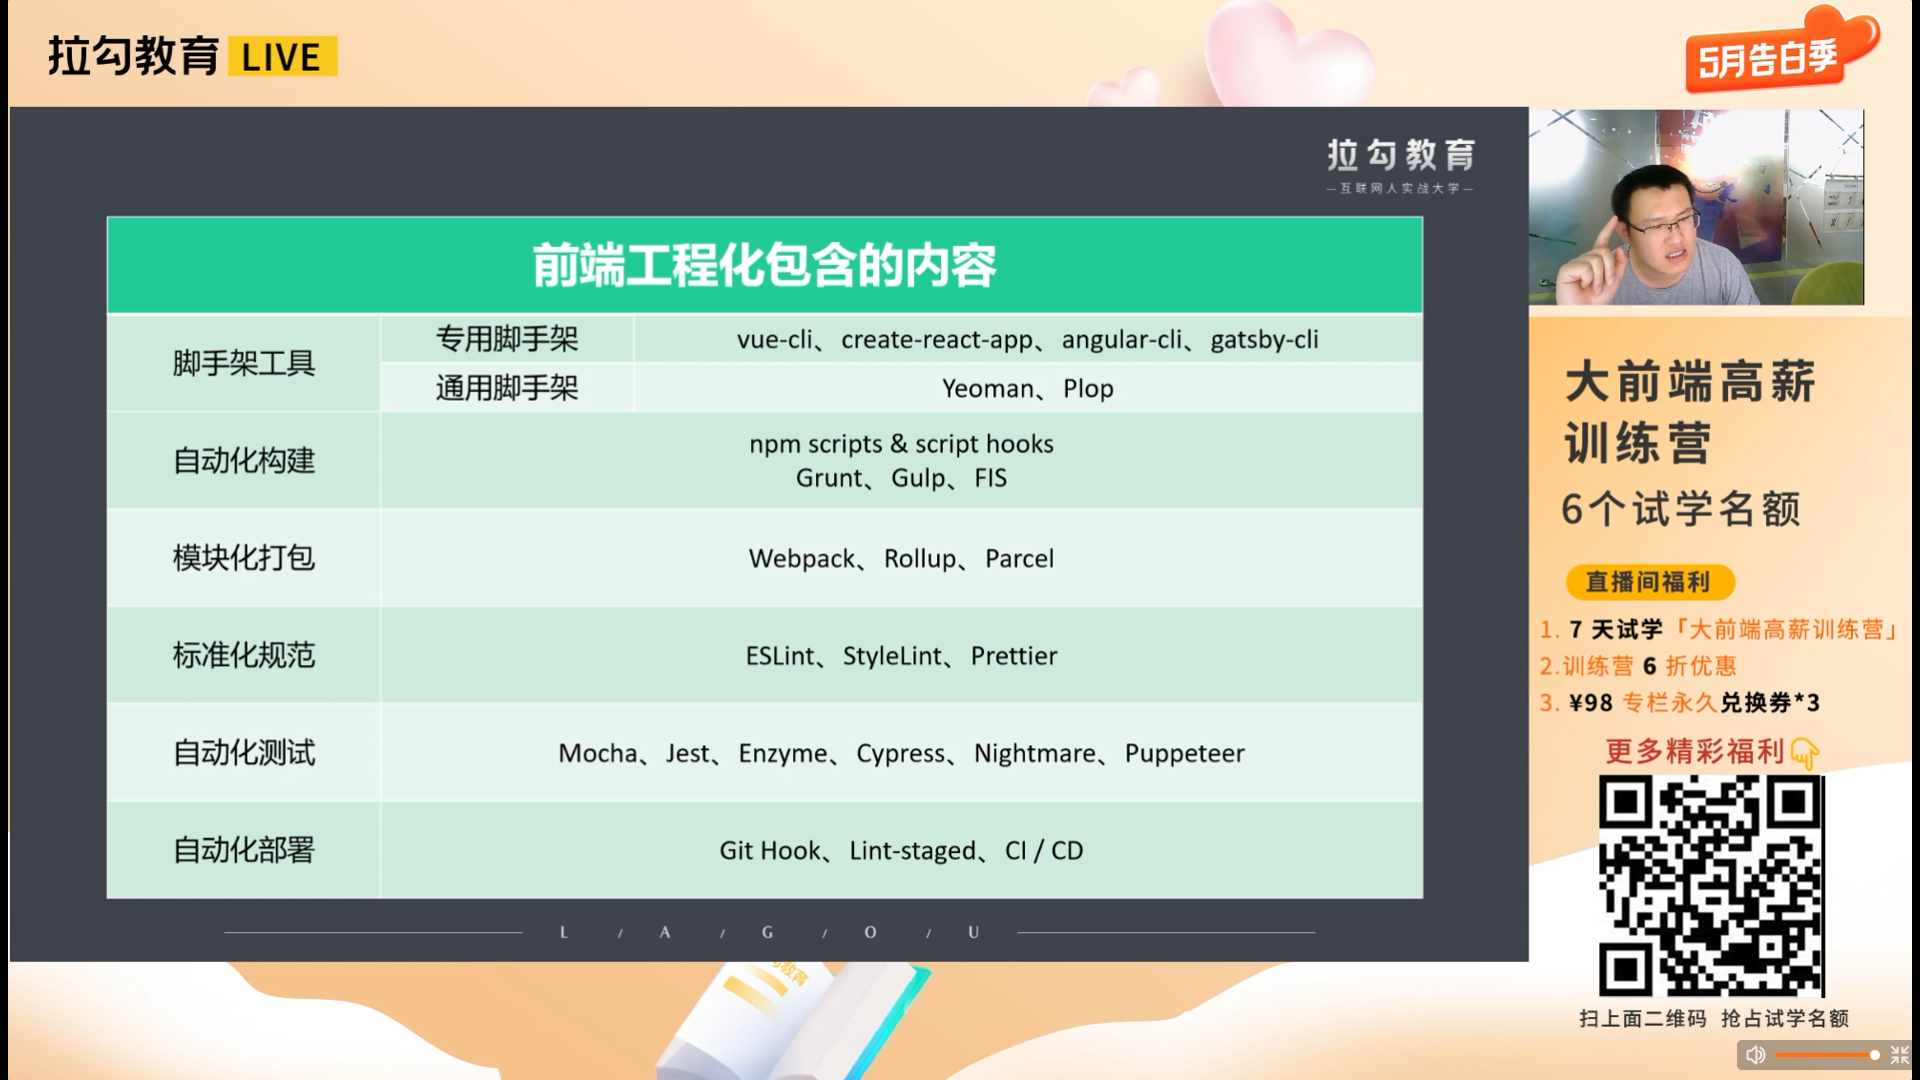 拉勾教育 LIVE
5月告白季
拉勾教育
—互联网人实战大学—
前端工程化包含的内容
脚手架工具
专用脚手架
vue-cli、create-react-app、angular-cli、gatsby-cli
通用脚手架
Yeoman、Plop
自动化构建
npm scripts & script hooks
Grunt、Gulp、FIS
模块化打包
Webpack、Rollup、Parcel
标准化规范
ESLint、StyleLint、Prettier
自动化测试
Mocha、Jest、Enzyme、Cypress、Nightmare、Puppeteer
自动化部署
Git Hook、Lint-staged、CI / CD
L / A / G / O / U
大前端高薪
训练营
6个试学名额
直播间福利
1. 7 天试学「大前端高薪训练营」
2.训练营 6 折优惠
3. ¥98 专栏永久兑换券*3
更多精彩福利
扫上面二维码 抢占试学名额